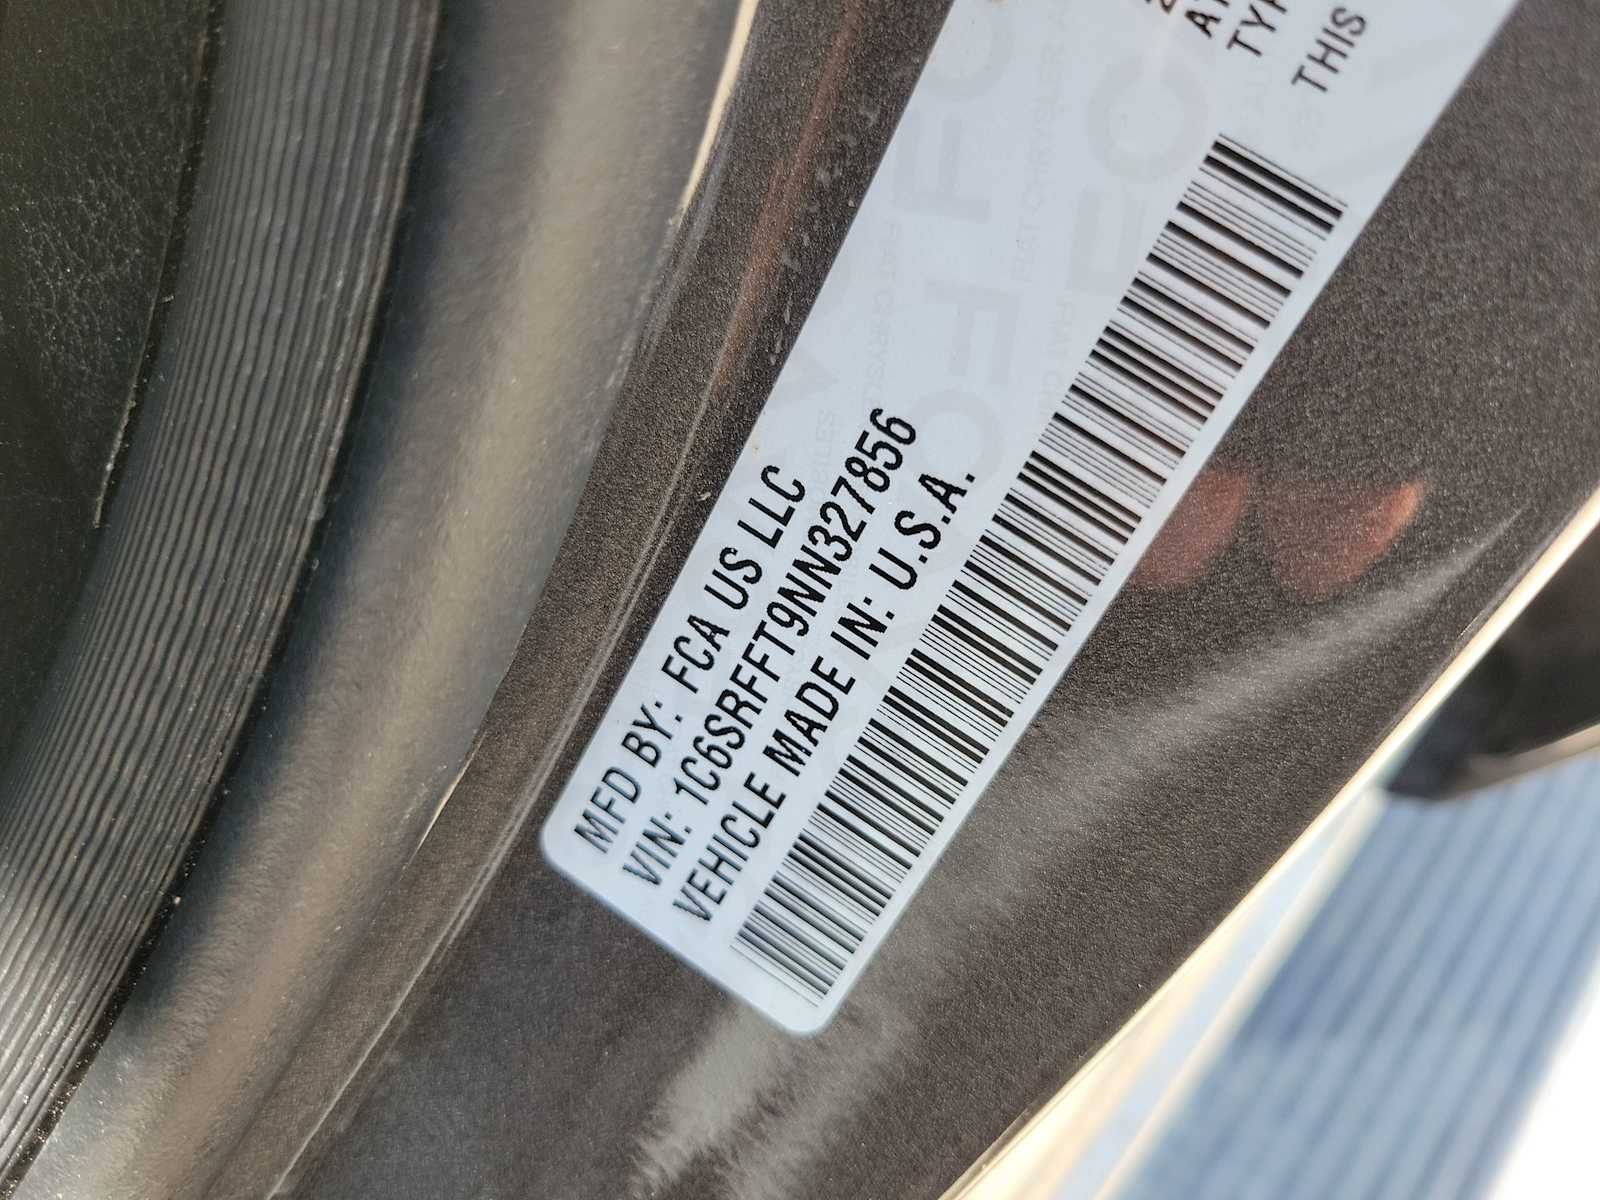 MFD BY: FCA US LLC
VIN: 1C6SRFFT9NN327856
VEHICLE MADE IN: U.S.A.
THIS